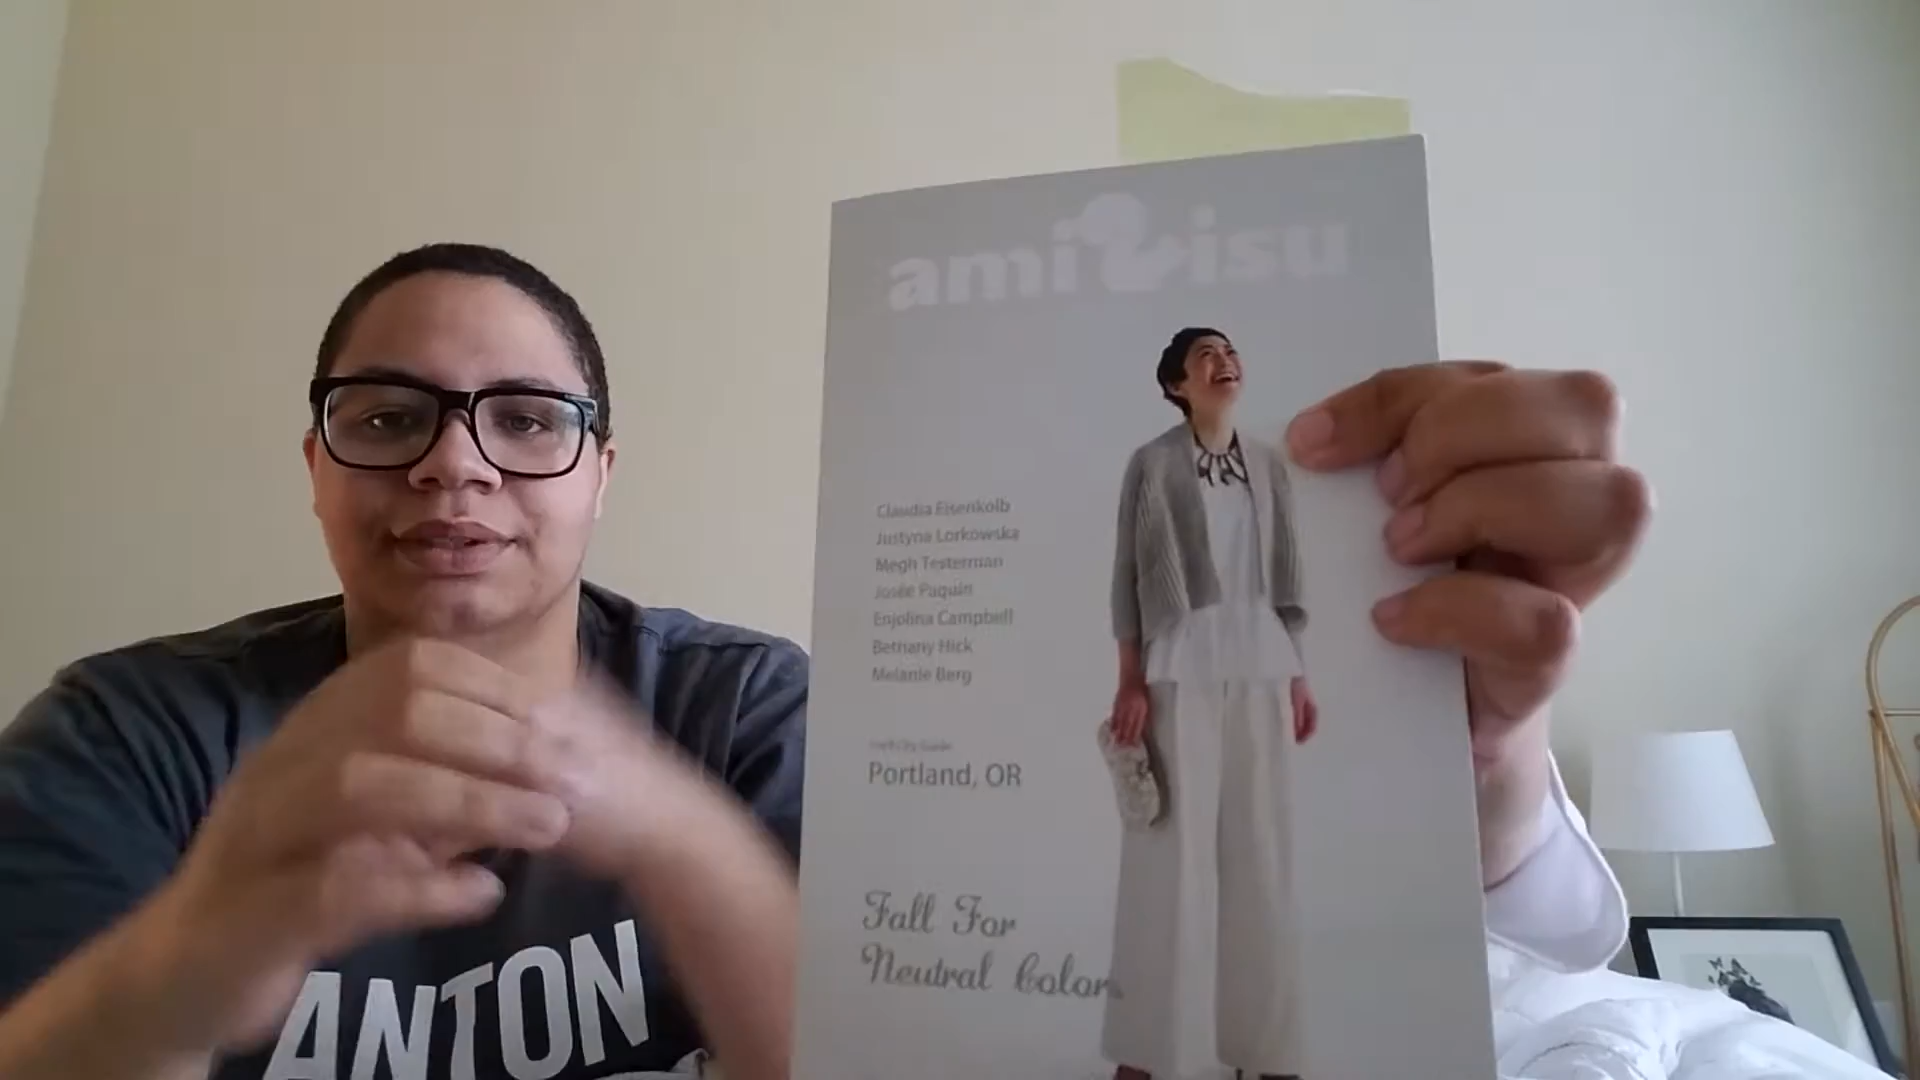 amirisu
Claudia Eisenkolb
Justyna Lorkowska
Megh Testerman
Josée Paquin
Enjolina Campbell
Bethany Hick
Melanie Berg
Portland, OR
Fall For
Neutral Colors
ANTON